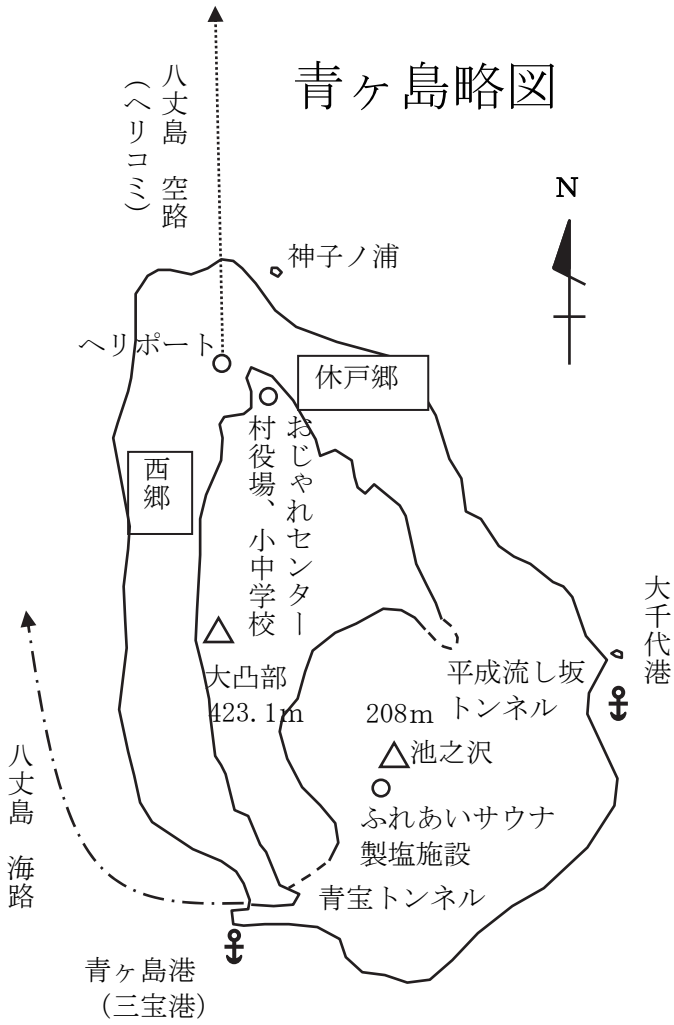 青ヶ島略図
八丈島　空路
（ヘリコミ）
N
神子ノ浦
ヘリポート
休戸郷
西郷
おじゃれセンター
村役場、小中学校
大千代港
大凸部
423.1m
平成流し坂
トンネル
208m
池之沢
八丈島　海路
ふれあいサウナ
製塩施設
青宝トンネル
青ヶ島港
（三宝港）